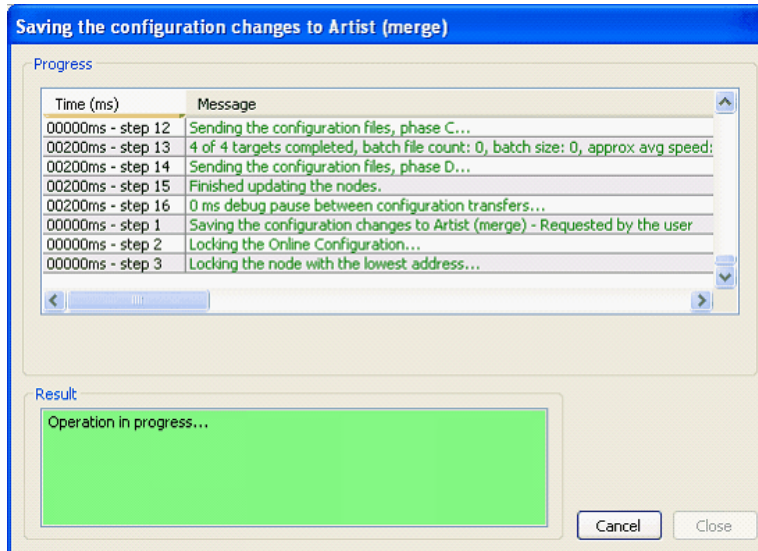 Saving the configuration changes to Artist (merge)
Progress
Time (ms) Message
00000ms - step 12 Sending the configuration files, phase C...
00200ms - step 13 4 of 4 targets completed, batch file count: 0, batch size: 0, approx avg speed:
00200ms - step 14 Sending the configuration files, phase D...
00200ms - step 15 Finished updating the nodes.
00200ms - step 16 0 ms debug pause between configuration transfers...
00000ms - step 1 Saving the configuration changes to Artist (merge) - Requested by the user
00000ms - step 2 Locking the Online Configuration...
00000ms - step 3 Locking the node with the lowest address...
Result
Operation in progress...
Cancel Close